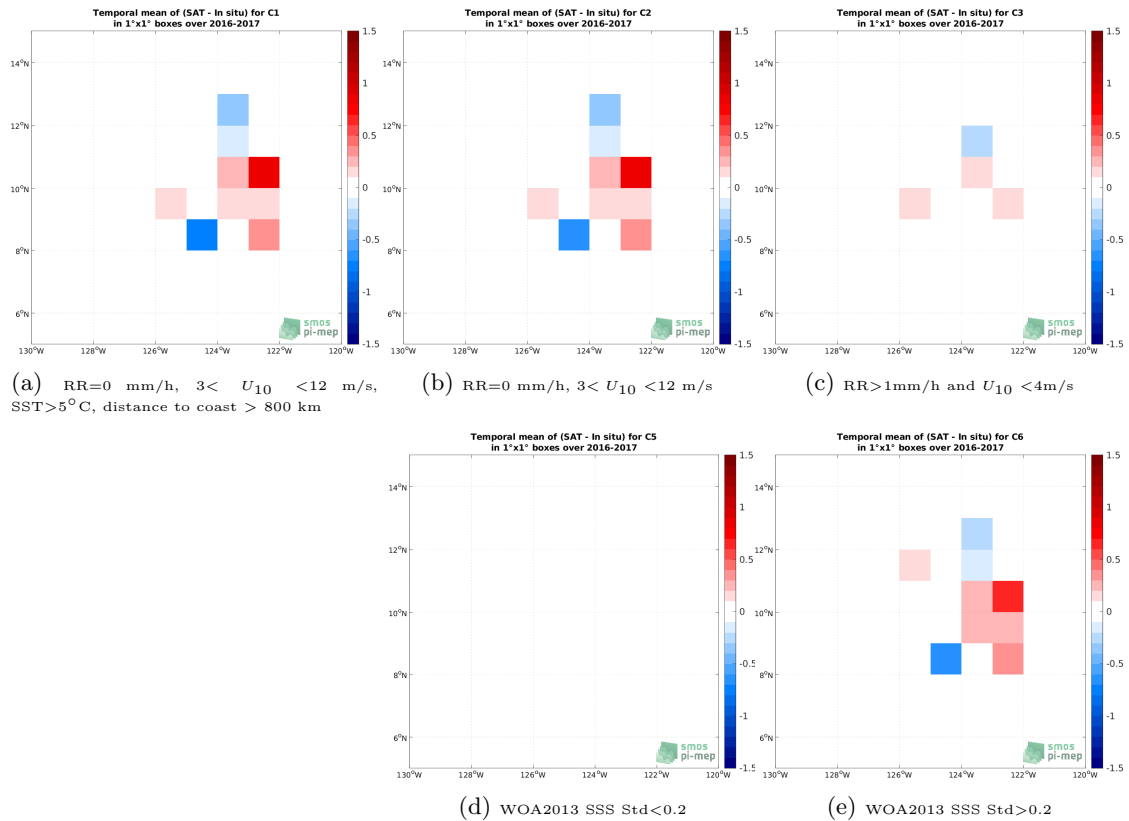 Temporal mean of (SAT - In situ) for C1
in 1°x1° boxes over 2016-2017
14°N
12°N
10°N
8°N
6°N
130°W
128°W
126°W
124°W
122°W
120°W
1.5
1
0.5
0
-0.5
-1
-1.5
smos
pi-mep
(a) RR=0 mm/h, 3< U10 <12 m/s,
SST>5°C, distance to coast > 800 km
Temporal mean of (SAT - In situ) for C2
in 1°x1° boxes over 2016-2017
14°N
12°N
10°N
8°N
6°N
130°W
128°W
126°W
124°W
122°W
120°W
1.5
1
0.5
0
-0.5
-1
-1.5
smos
pi-mep
(b) RR=0 mm/h, 3< U10 <12 m/s
Temporal mean of (SAT - In situ) for C3
in 1°x1° boxes over 2016-2017
14°N
12°N
10°N
8°N
6°N
130°W
128°W
126°W
124°W
122°W
120°W
1.5
1
0.5
0
-0.5
-1
-1.5
smos
pi-mep
(c) RR>1mm/h and U10 <4m/s
Temporal mean of (SAT - In situ) for C5
in 1°x1° boxes over 2016-2017
14°N
12°N
10°N
8°N
6°N
130°W
128°W
126°W
124°W
122°W
120°W
1.5
1
0.5
0
-0.5
-1
-1.5
smos
pi-mep
(d) WOA2013 SSS Std<0.2
Temporal mean of (SAT - In situ) for C6
in 1°x1° boxes over 2016-2017
14°N
12°N
10°N
8°N
6°N
130°W
128°W
126°W
124°W
122°W
120°W
1.5
1
0.5
0
-0.5
-1
-1.5
smos
pi-mep
(e) WOA2013 SSS Std>0.2